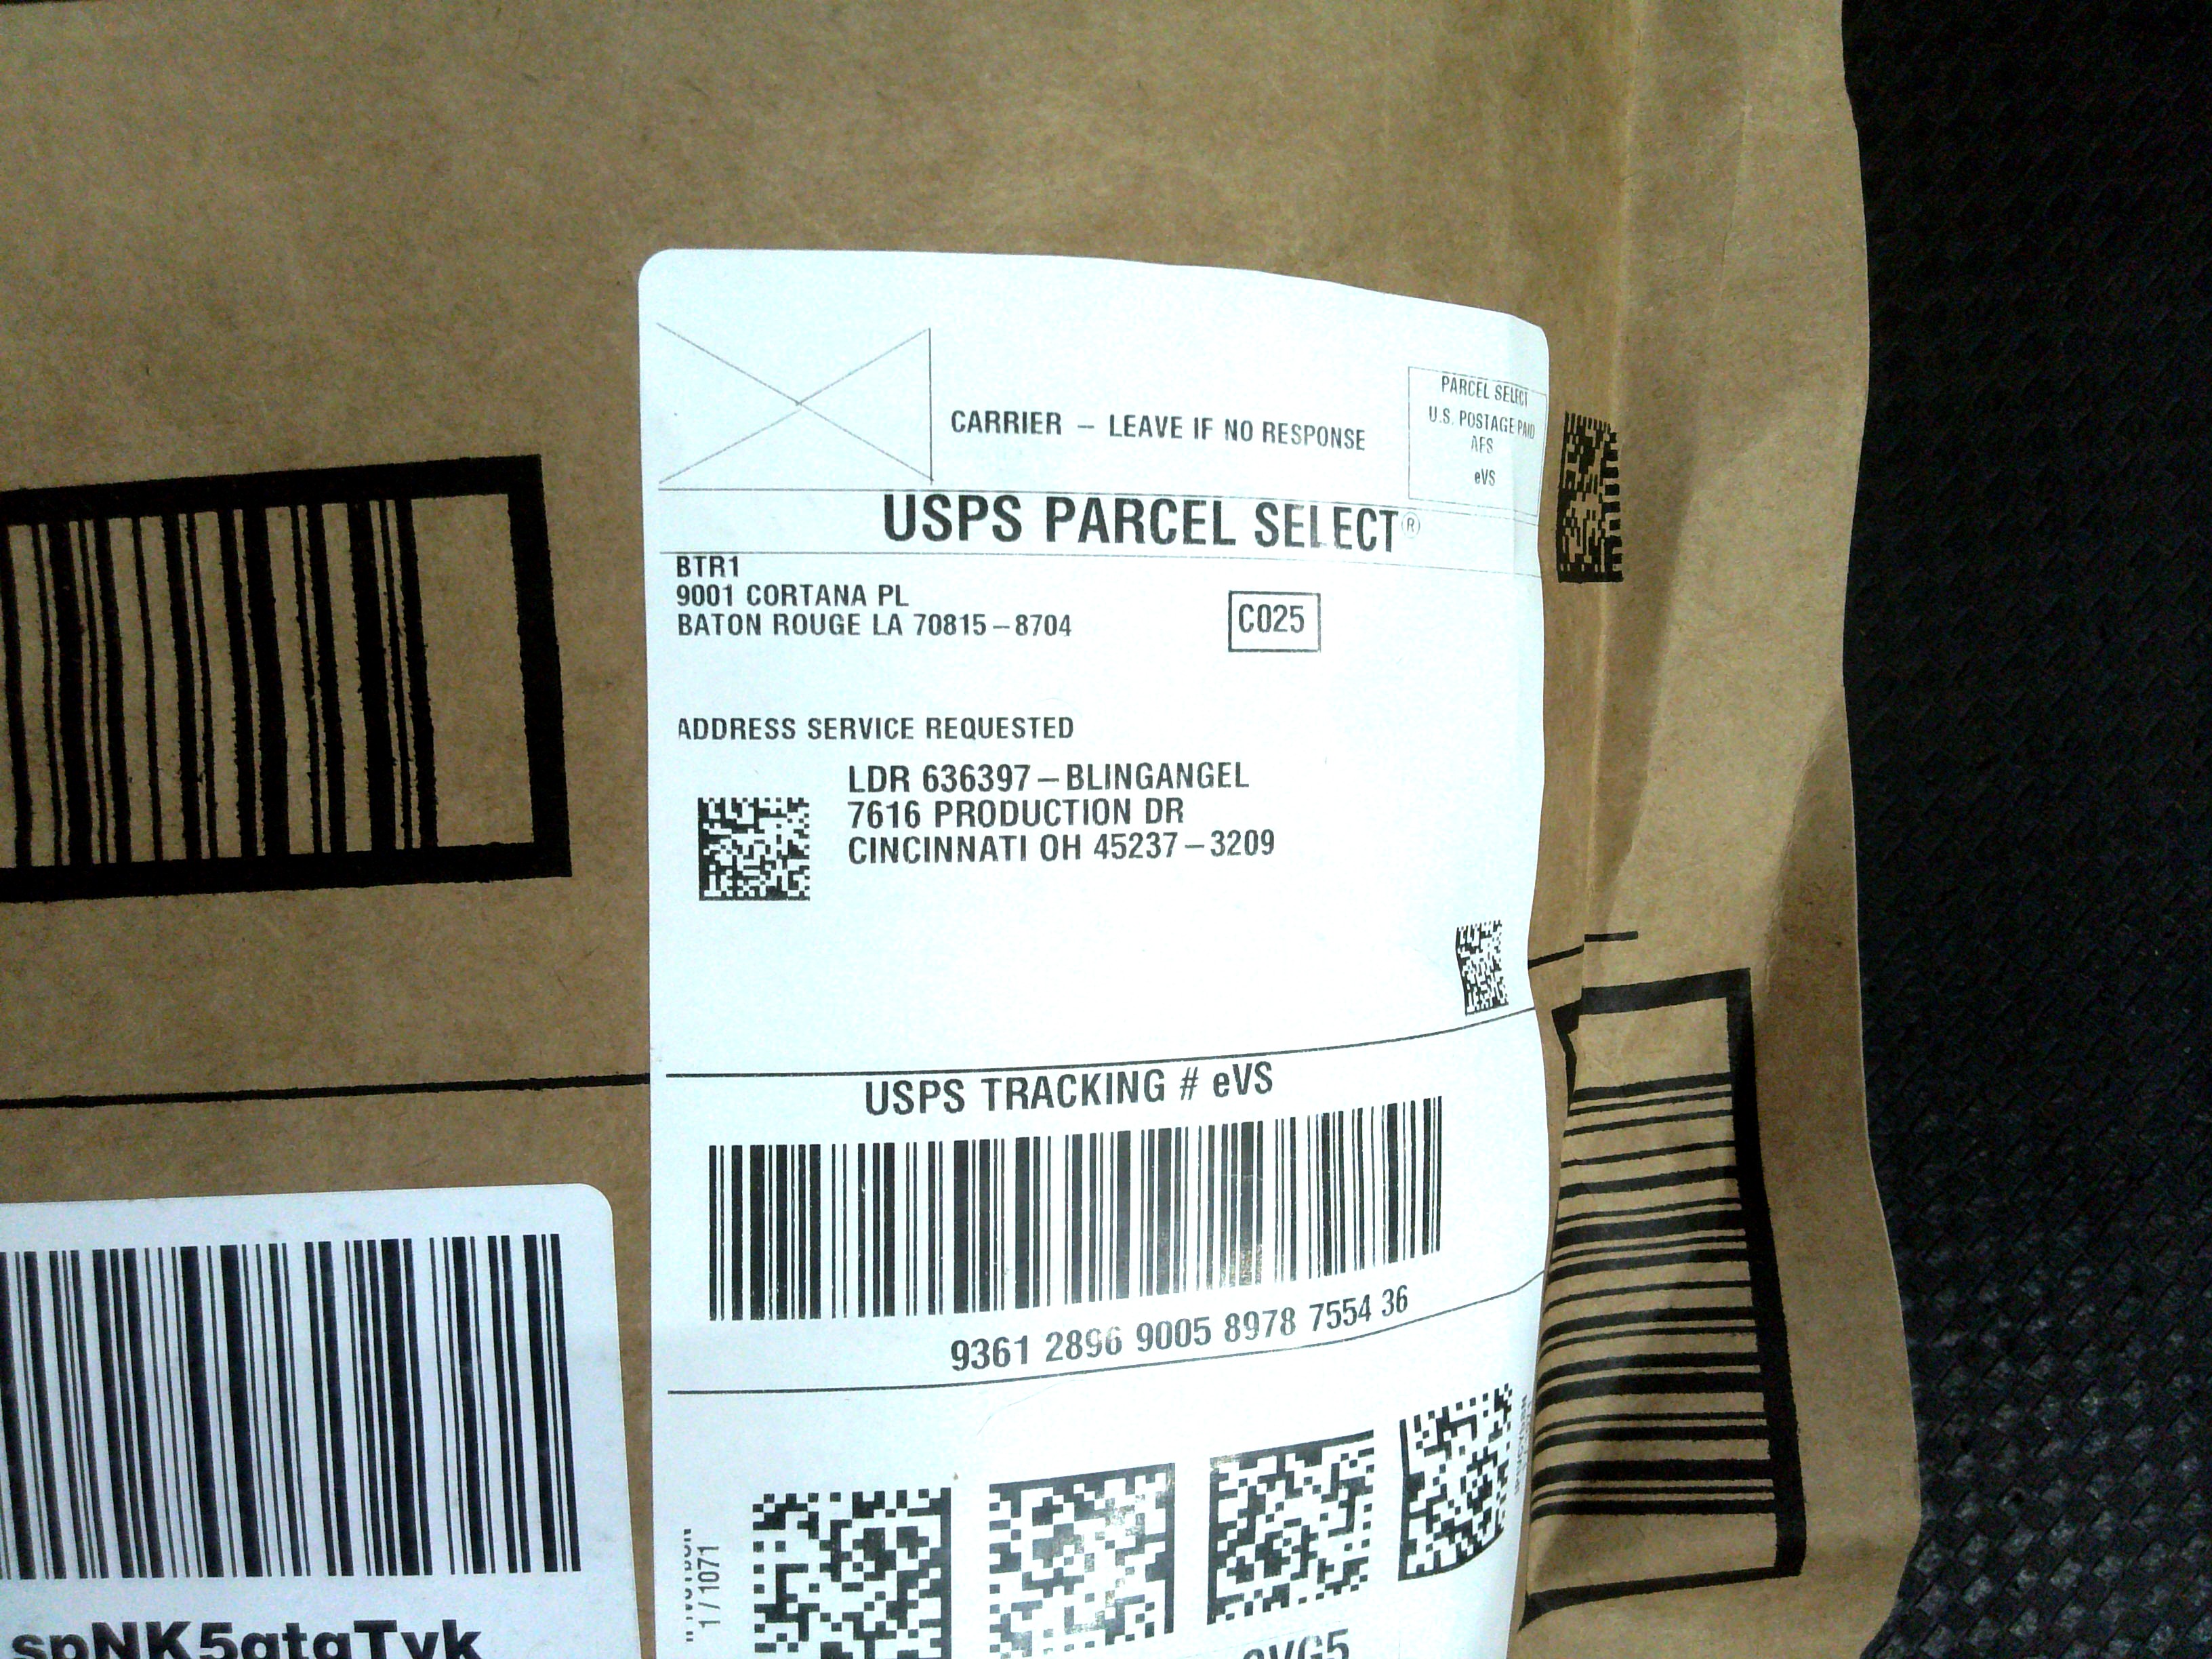 CARRIER – LEAVE IF NO RESPONSE
PARCEL SELECT
U.S. POSTAGE PAID
AFS
eVS
USPS PARCEL SELECT®
BTR1
9001 CORTANA PL
BATON ROUGE LA 70815–8704
C025
ADDRESS SERVICE REQUESTED
LDR 636397–BLINGANGEL
7616 PRODUCTION DR
CINCINNATI OH 45237–3209
USPS TRACKING # eVS
9361 2896 9005 8978 7554 36